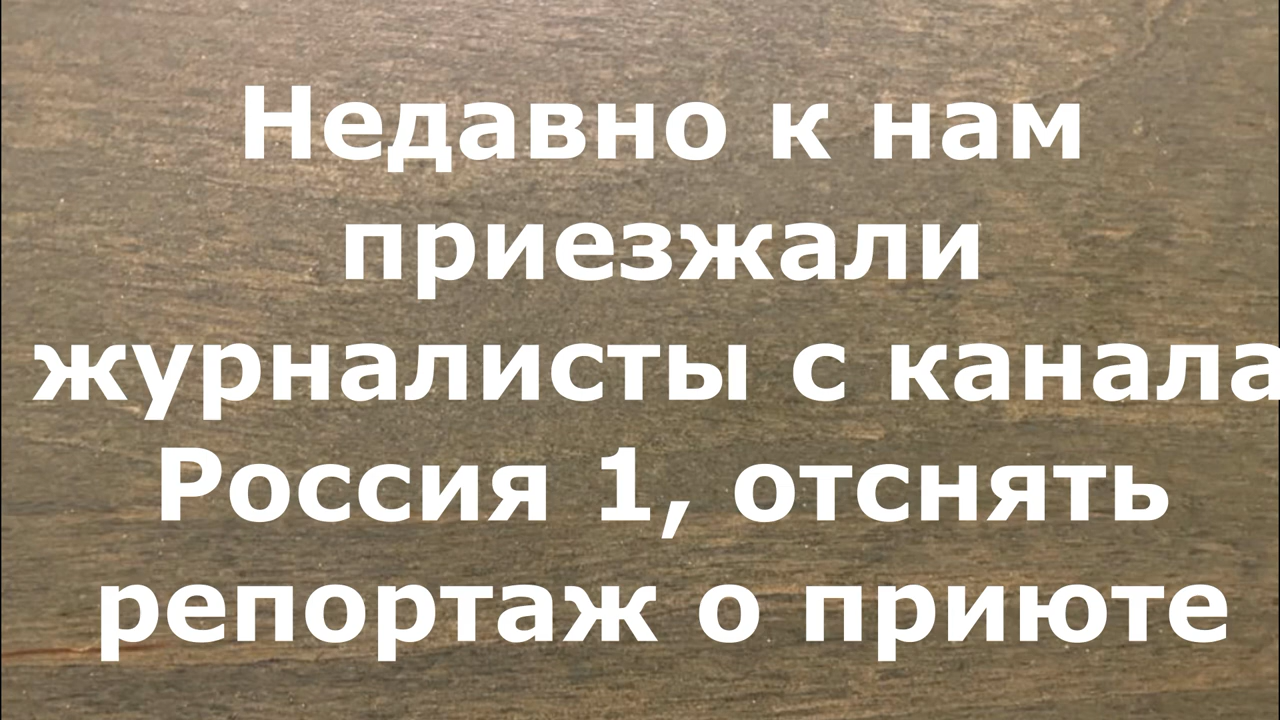 Недавно к нам
приезжали
журналисты с канала
Россия 1, отснять
репортаж о приюте